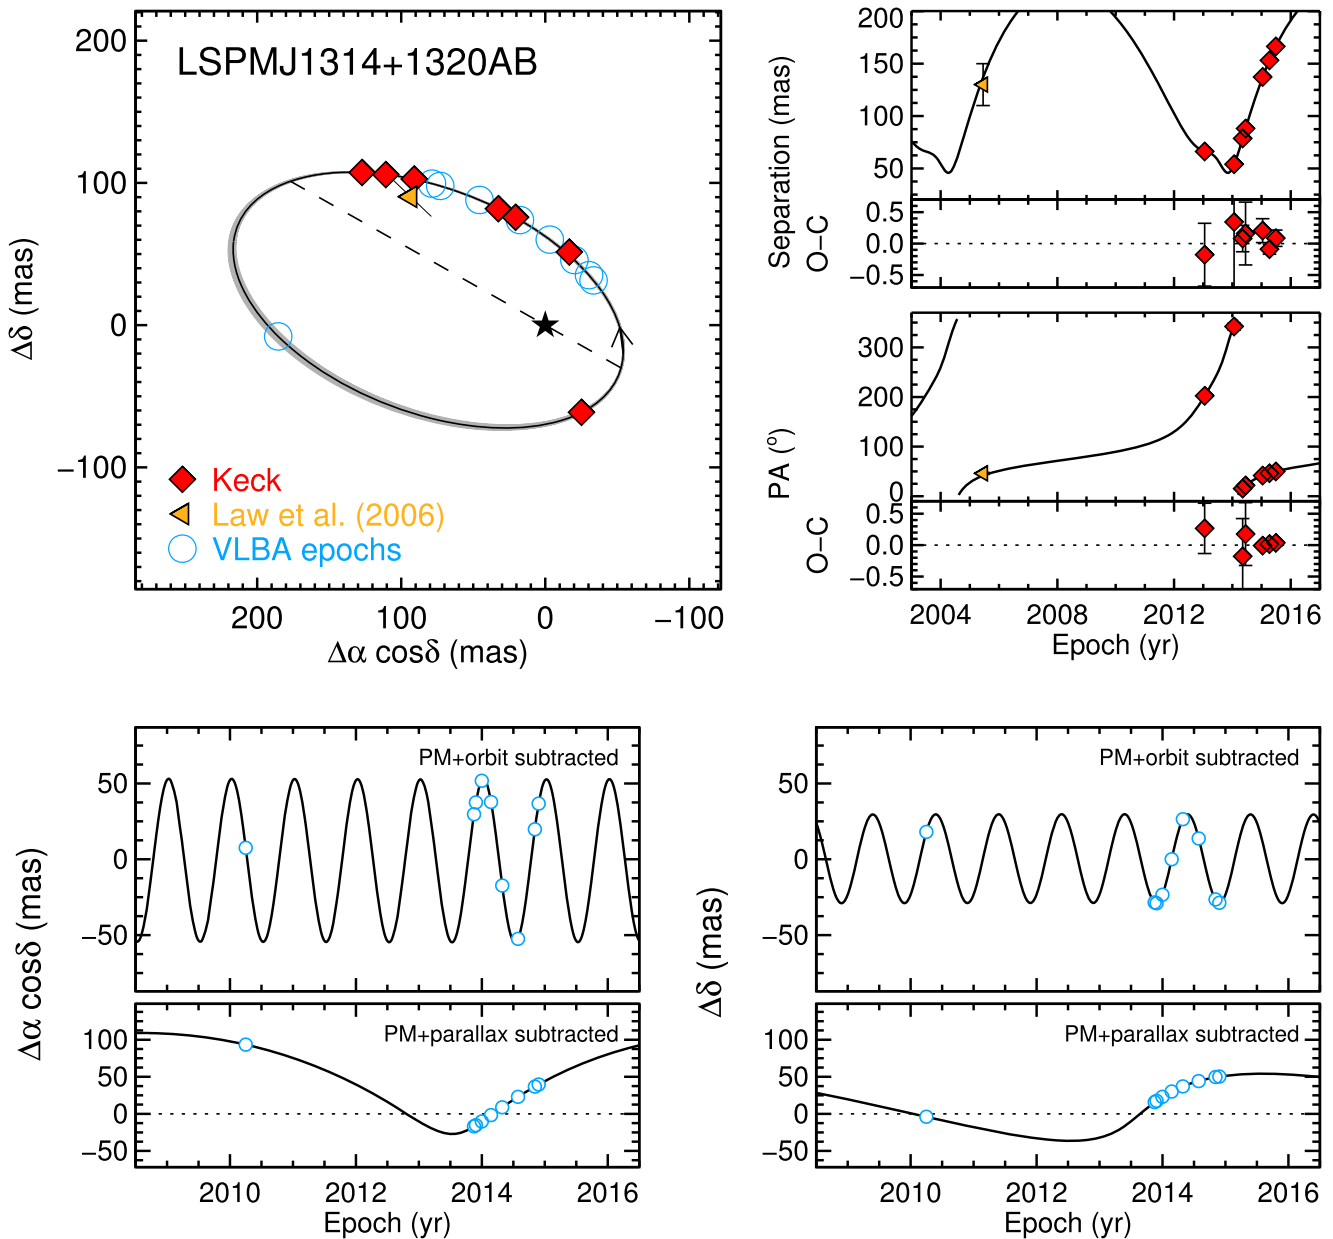 LSPMJ1314+1320AB
200
100
0
−100
Δδ (mas)
Keck
Law et al. (2006)
VLBA epochs
200
100
0
−100
Δα cosδ (mas)
200
150
100
50
Separation (mas)
0.5
0.0
−0.5
O−C
300
200
100
0
PA (°)
0.5
0.0
−0.5
O−C
2004
2008
2012
2016
Epoch (yr)
PM+orbit subtracted
50
0
−50
Δα cosδ (mas)
PM+parallax subtracted
100
50
0
−50
2010
2012
2014
2016
Epoch (yr)
PM+orbit subtracted
50
0
−50
Δδ (mas)
PM+parallax subtracted
100
50
0
−50
2010
2012
2014
2016
Epoch (yr)